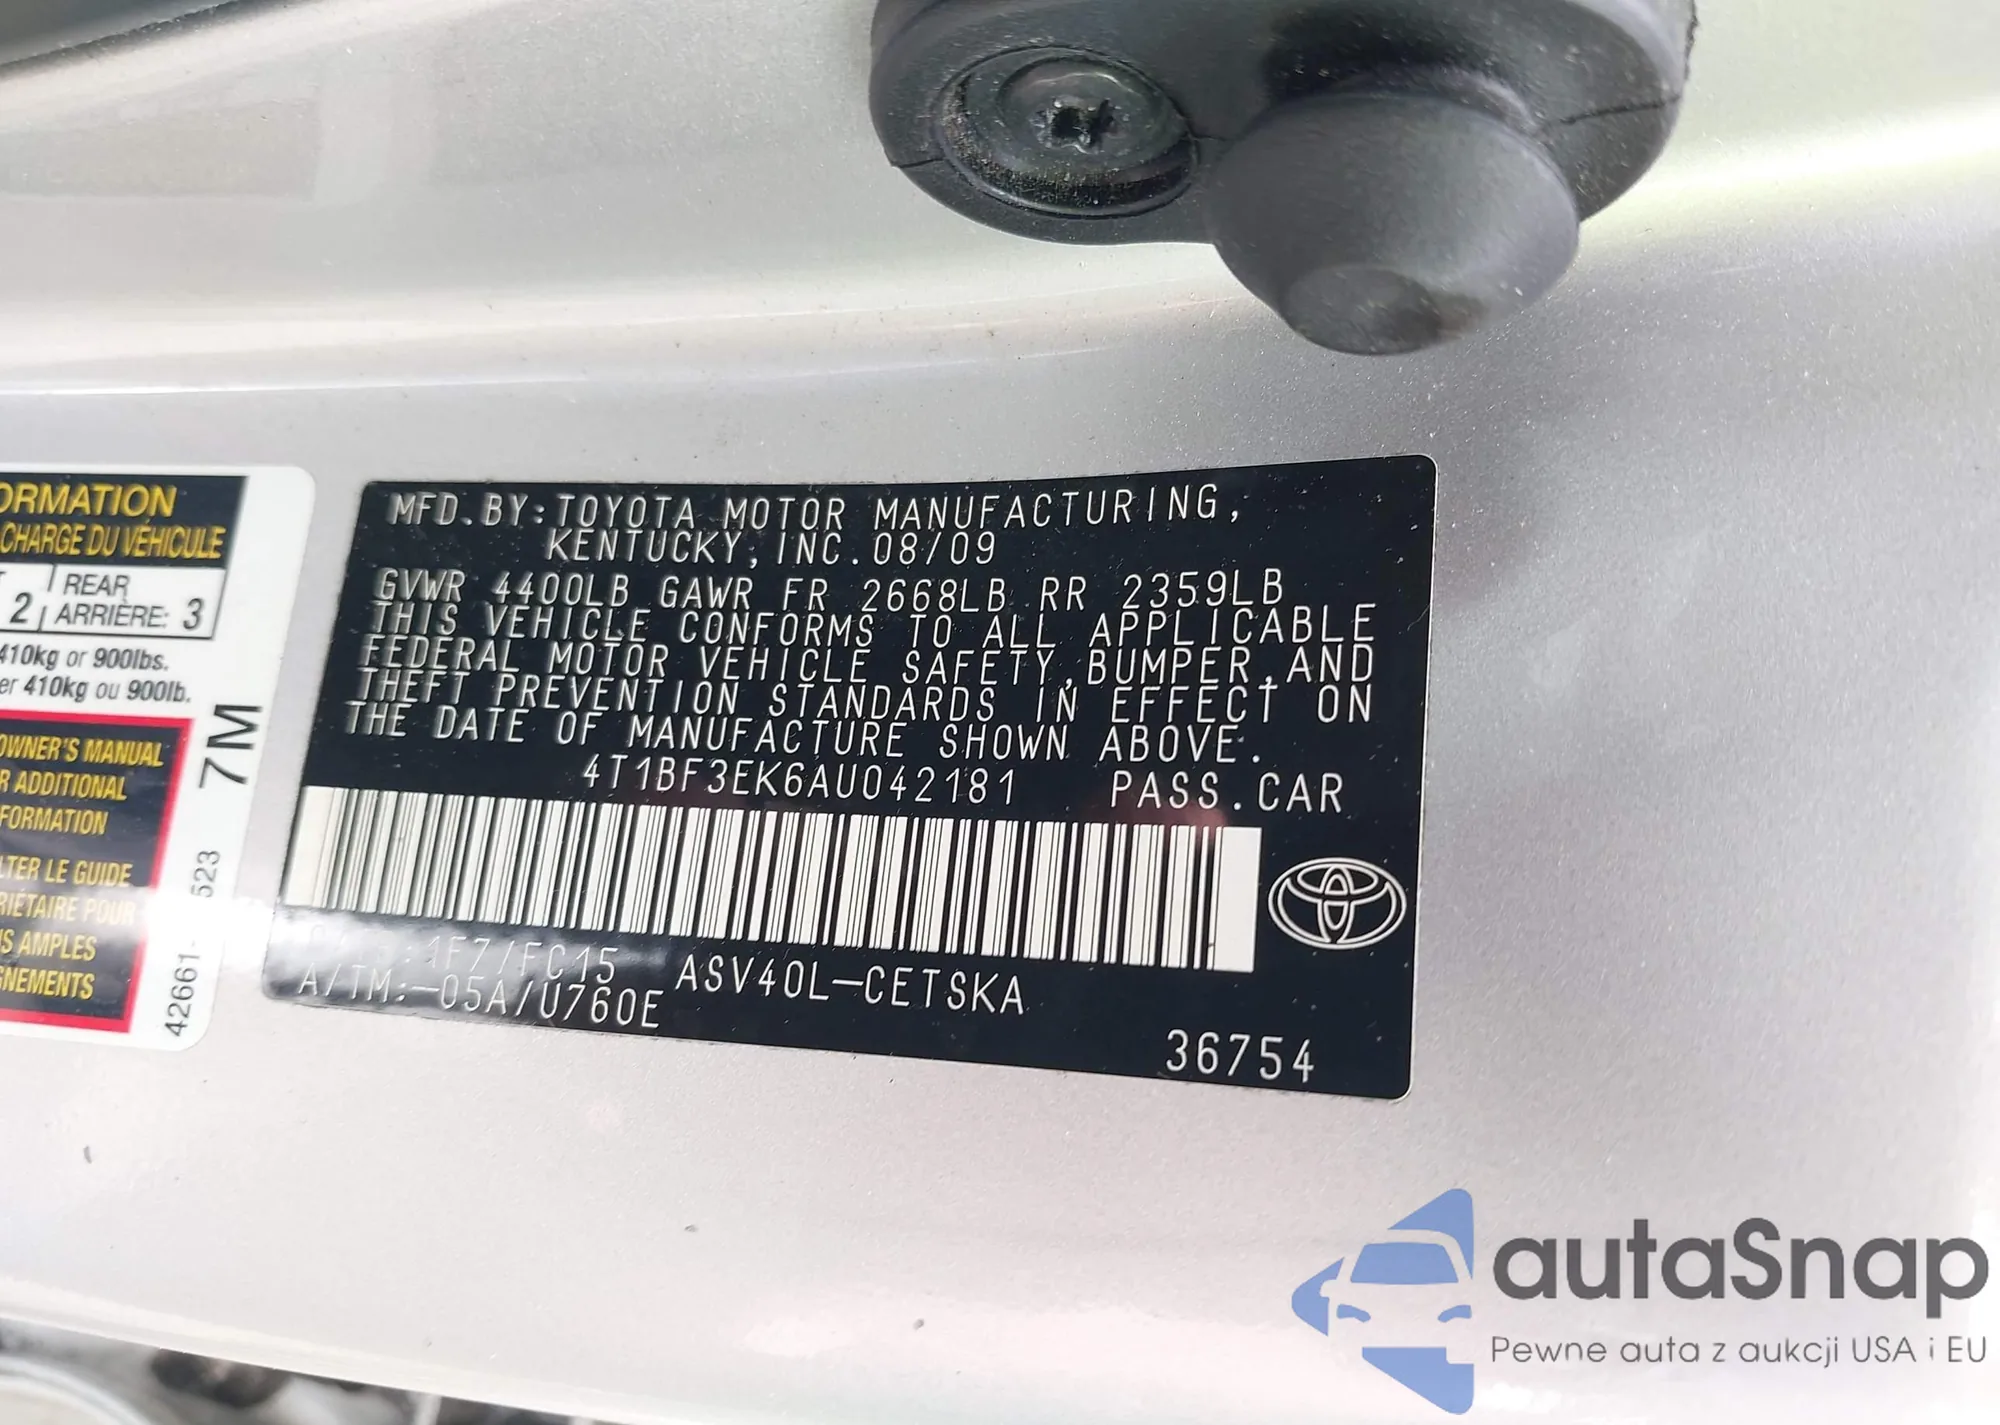 ORMATION
CHARGE DU VÉHICULE
2
REAR
ARRIÈRE: 3
410kg or 900lbs.
er 410kg ou 900lb.
OWNER'S MANUAL
R ADDITIONAL
FORMATION
LTER LE GUIDE
RIÉTAIRE POUR
S AMPLES
GNEMENTS
7M
42661-
523
MFD.BY:TOYOTA MOTOR MANUFACTURING,
KENTUCKY,INC.08/09
GVWR 4400LB GAWR FR 2668LB RR 2359LB
THIS VEHICLE CONFORMS TO ALL APPLICABLE
FEDERAL MOTOR VEHICLE SAFETY,BUMPER,AND
THEFT PREVENTION STANDARDS IN EFFECT ON
THE DATE OF MANUFACTURE SHOWN ABOVE.
4T1BF3EK6AU042181 PASS.CAR
:1F7/FC15 ASV40L-CETSKA
A/TM:-05A/U760E
36754
autaSnap
Pewne auta z aukcji USA i EU